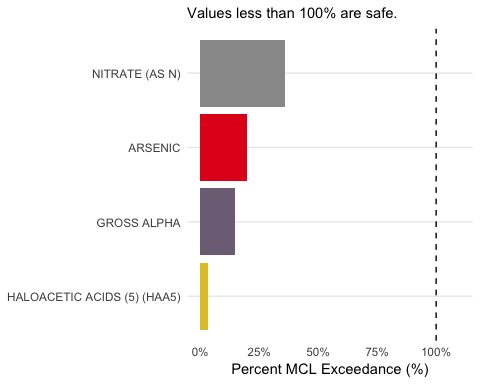 Values less than 100% are safe.
NITRATE (AS N)
ARSENIC
GROSS ALPHA
HALOACETIC ACIDS (5) (HAA5)
0% 25% 50% 75% 100%
Percent MCL Exceedance (%)